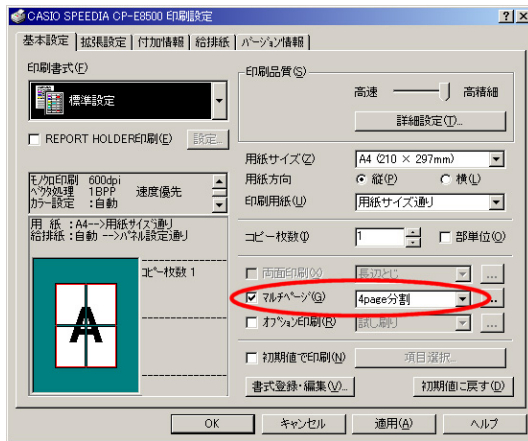 CASIO SPEEDIA CP-E8500 印刷設定
基本設定 拡張設定 付加情報 給排紙 バージョン情報
印刷書式(F)
標準設定
REPORT HOLDER印刷(E) 設定...
モノクロ印刷 600dpi
ベクタ処理 1BPP 速度優先
カラー設定 :自動
用 紙 :A4-->用紙サイズ通り
給排紙:自動 -->パネル設定通り
コピー枚数 1
A
印刷品質(S)
高速 高精細
詳細設定(T)...
用紙サイズ(Z) A4 (210 × 297mm)
用紙方向 縦(P) 横(L)
印刷用紙(U) 用紙サイズ通り
コピー枚数(I) 1 部単位(O)
両面印刷(X) 長辺とじ ...
マルチページ(G) 4page分割 ...
オプション印刷(R) 試し刷り ...
初期値で印刷(N) 項目選択...
書式登録・編集(V)... 初期値に戻す(D)
OK キャンセル 適用(A) ヘルプ